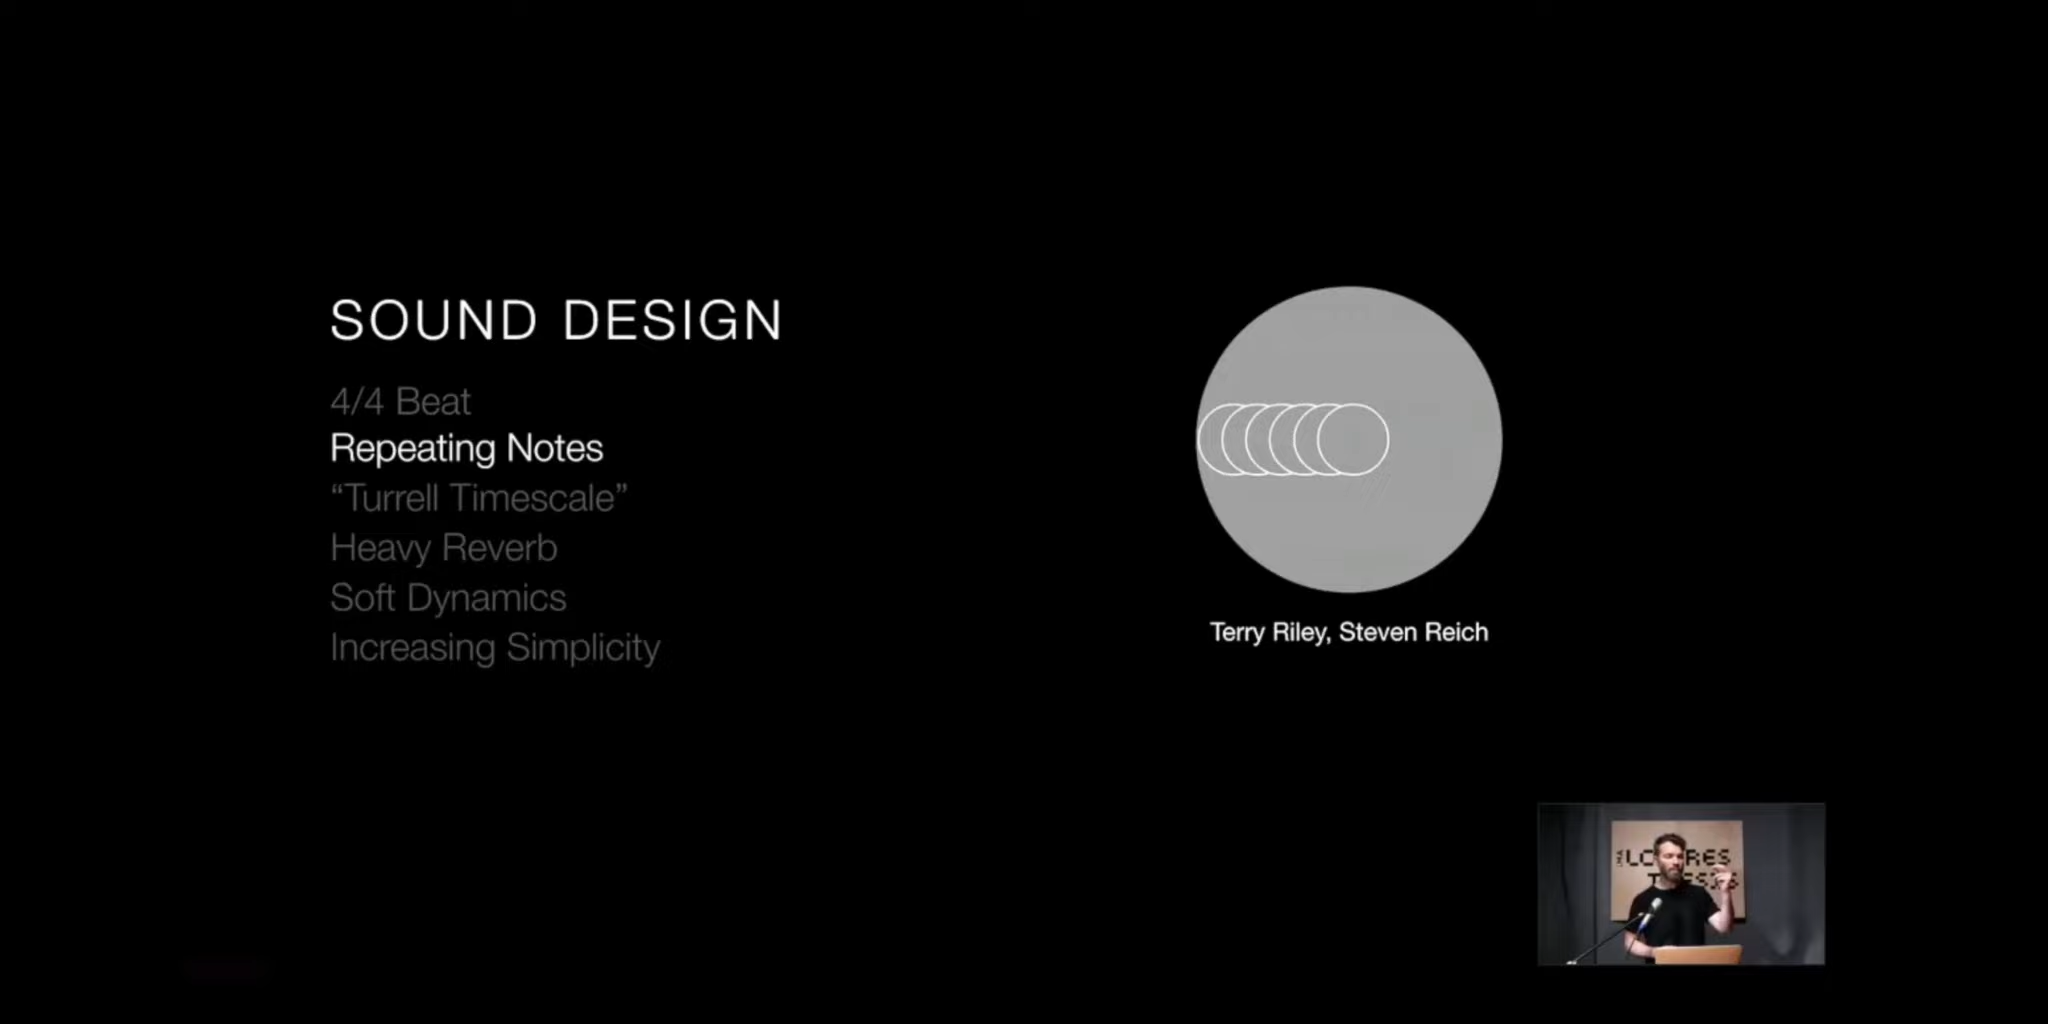 SOUND DESIGN
4/4 Beat
Repeating Notes
“Turrell Timescale”
Heavy Reverb
Soft Dynamics
Increasing Simplicity
Terry Riley, Steven Reich